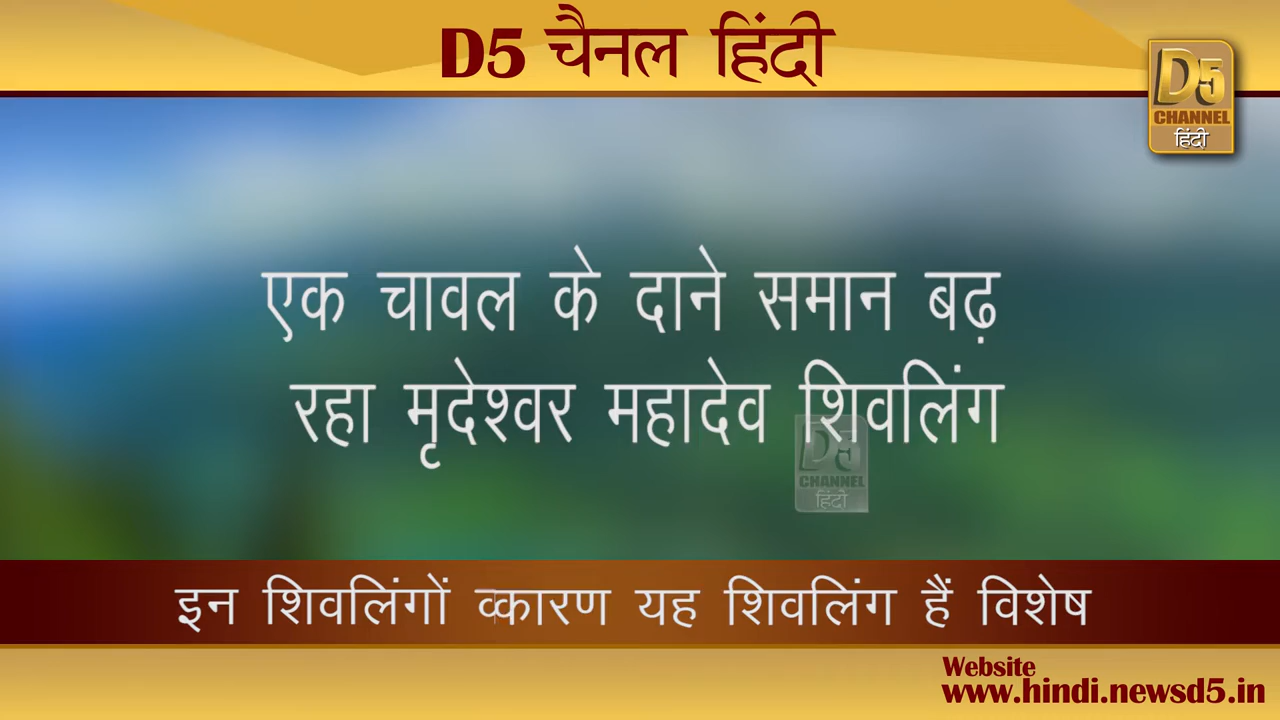 D5 चैनल हिंदी
D5
CHANNEL
हिंदी
एक चावल के दाने समान बढ़
रहा मृदेश्वर महादेव शिवलिंग
D5
CHANNEL
हिंदी
इन शिवलिंगों कारण यह शिवलिंग हैं विशेष
Website
www.hindi.newsd5.in